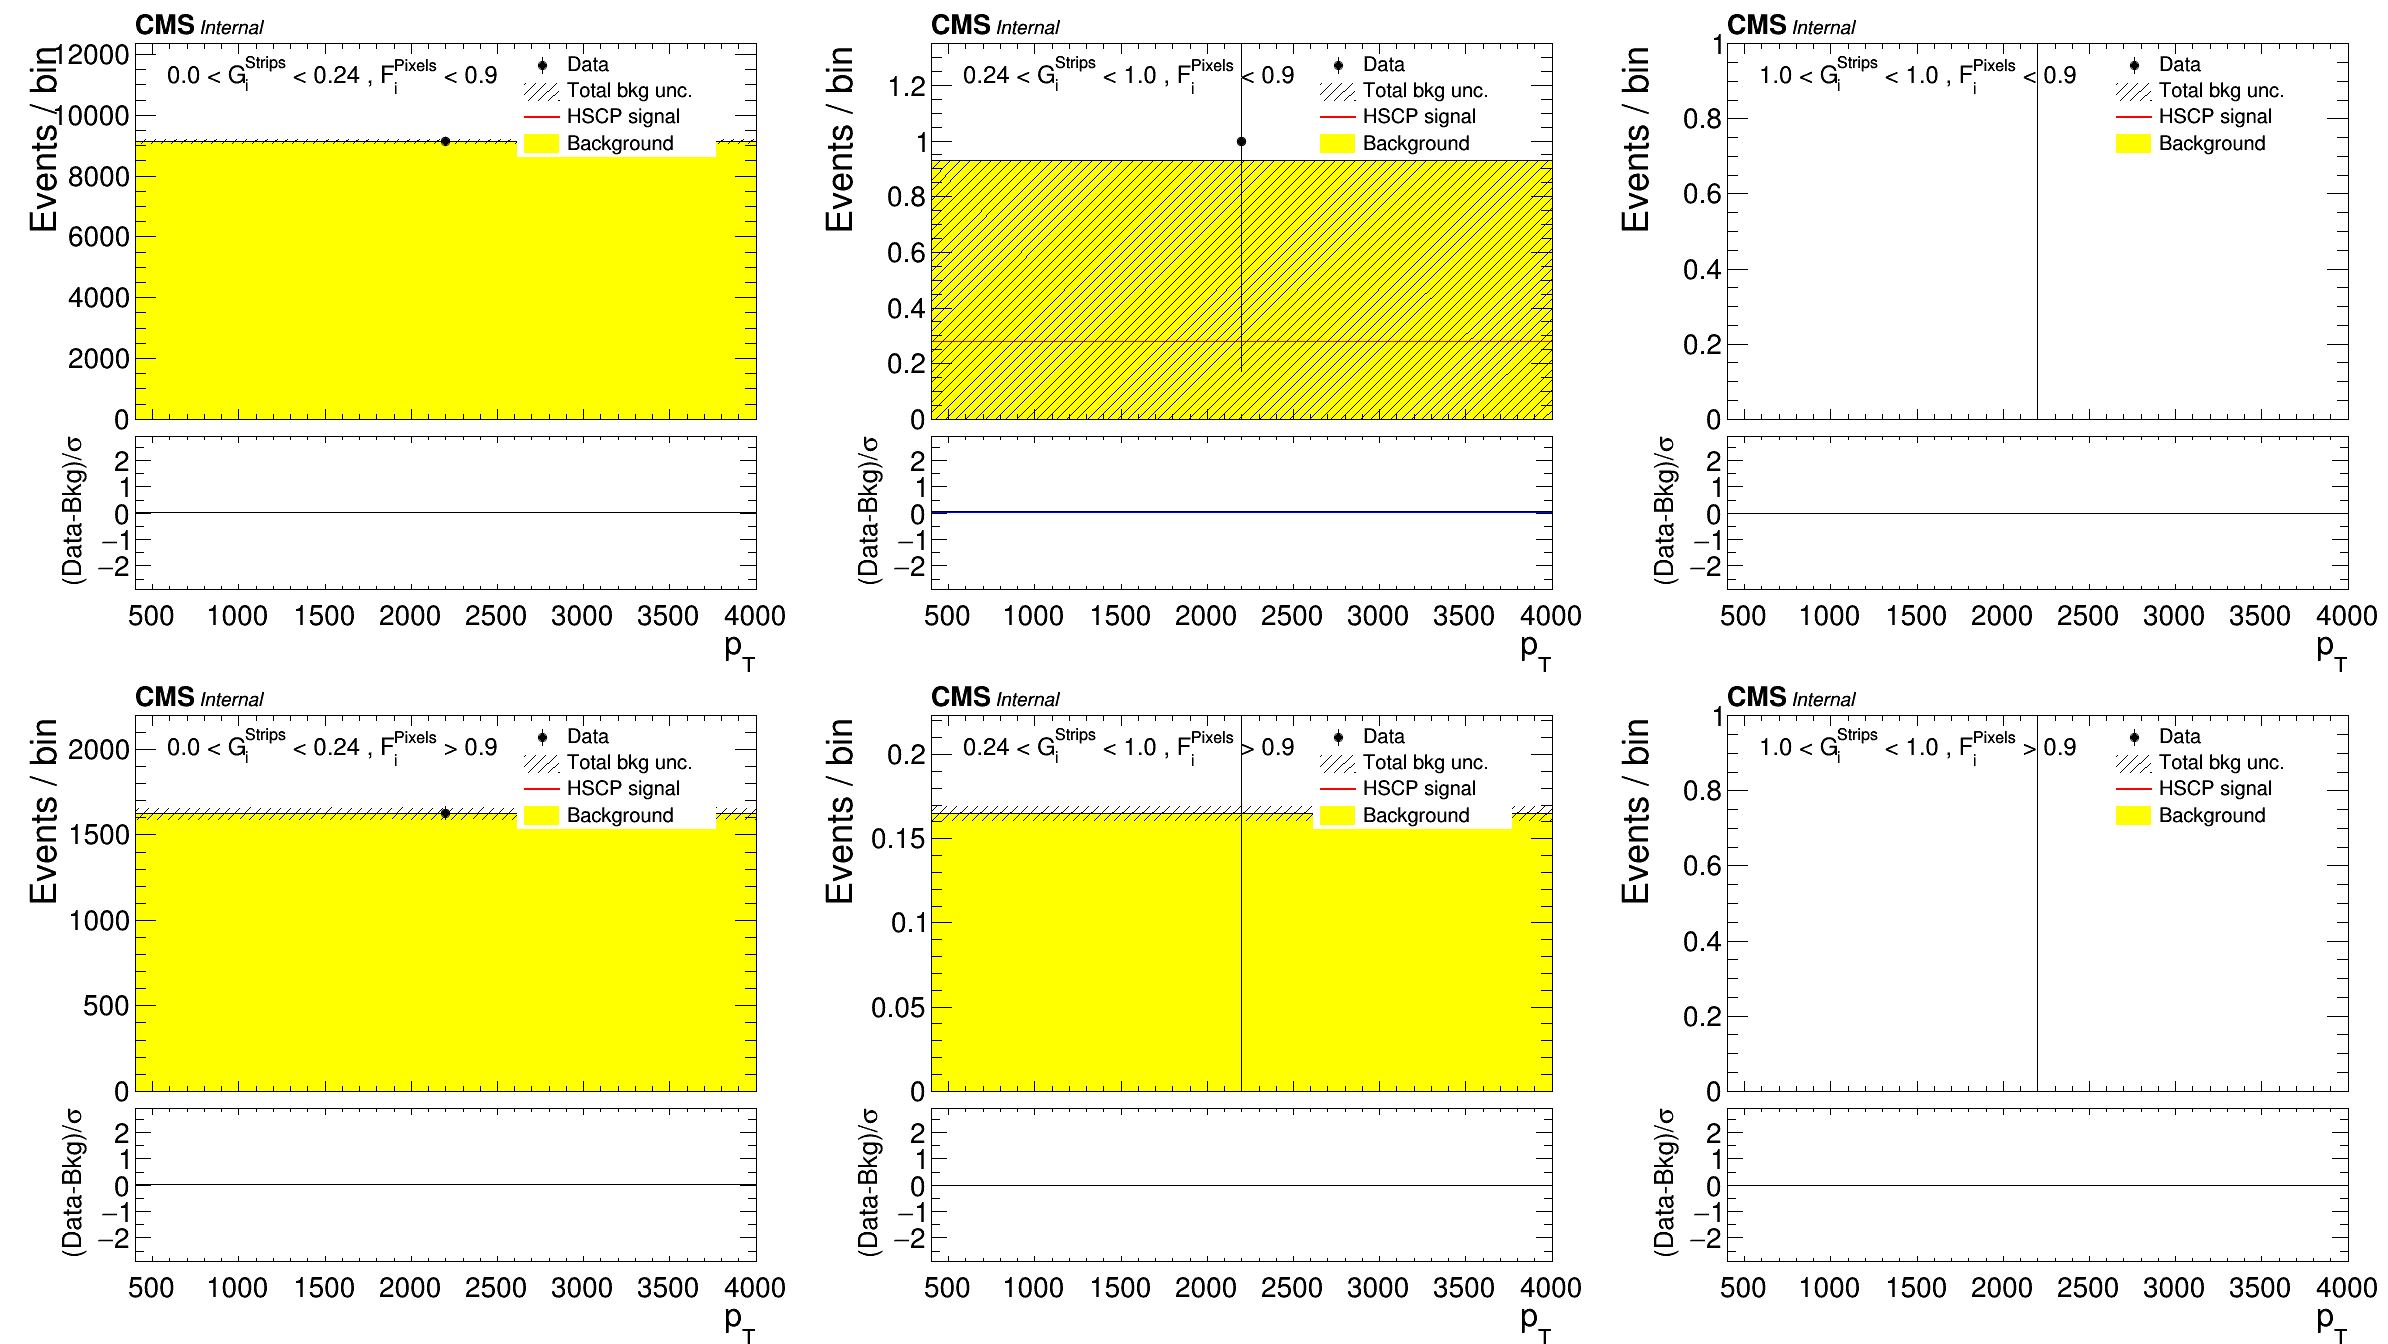 CMS Internal
Events / bin
12000
10000
8000
6000
4000
2000
0
0.0 < G_i^Strips < 0.24 , F_i^Pixels < 0.9
Data
Total bkg unc.
HSCP signal
Background
(Data-Bkg)/σ
2
1
0
−1
−2
500 1000 1500 2000 2500 3000 3500 4000
p_T
CMS Internal
Events / bin
1.2
1
0.8
0.6
0.4
0.2
0
0.24 < G_i^Strips < 1.0 , F_i^Pixels < 0.9
Data
Total bkg unc.
HSCP signal
Background
(Data-Bkg)/σ
2
1
0
−1
−2
500 1000 1500 2000 2500 3000 3500 4000
p_T
CMS Internal
Events / bin
1
0.8
0.6
0.4
0.2
0
1.0 < G_i^Strips < 1.0 , F_i^Pixels < 0.9
Data
Total bkg unc.
HSCP signal
Background
(Data-Bkg)/σ
2
1
0
−1
−2
500 1000 1500 2000 2500 3000 3500 4000
p_T
CMS Internal
Events / bin
2000
1500
1000
500
0
0.0 < G_i^Strips < 0.24 , F_i^Pixels > 0.9
Data
Total bkg unc.
HSCP signal
Background
(Data-Bkg)/σ
2
1
0
−1
−2
500 1000 1500 2000 2500 3000 3500 4000
p_T
CMS Internal
Events / bin
0.2
0.15
0.1
0.05
0
0.24 < G_i^Strips < 1.0 , F_i^Pixels > 0.9
Data
Total bkg unc.
HSCP signal
Background
(Data-Bkg)/σ
2
1
0
−1
−2
500 1000 1500 2000 2500 3000 3500 4000
p_T
CMS Internal
Events / bin
1
0.8
0.6
0.4
0.2
0
1.0 < G_i^Strips < 1.0 , F_i^Pixels > 0.9
Data
Total bkg unc.
HSCP signal
Background
(Data-Bkg)/σ
2
1
0
−1
−2
500 1000 1500 2000 2500 3000 3500 4000
p_T